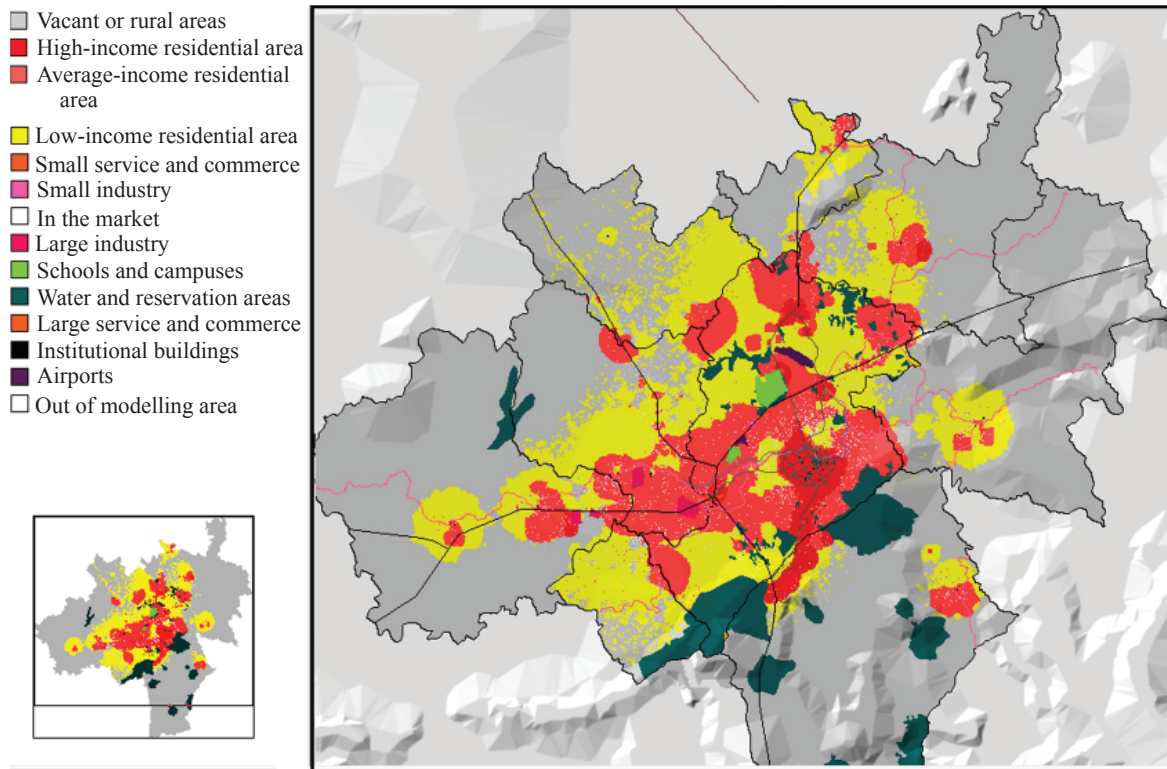 Vacant or rural areas
High-income residential area
Average-income residential
area
Low-income residential area
Small service and commerce
Small industry
In the market
Large industry
Schools and campuses
Water and reservation areas
Large service and commerce
Institutional buildings
Airports
Out of modelling area